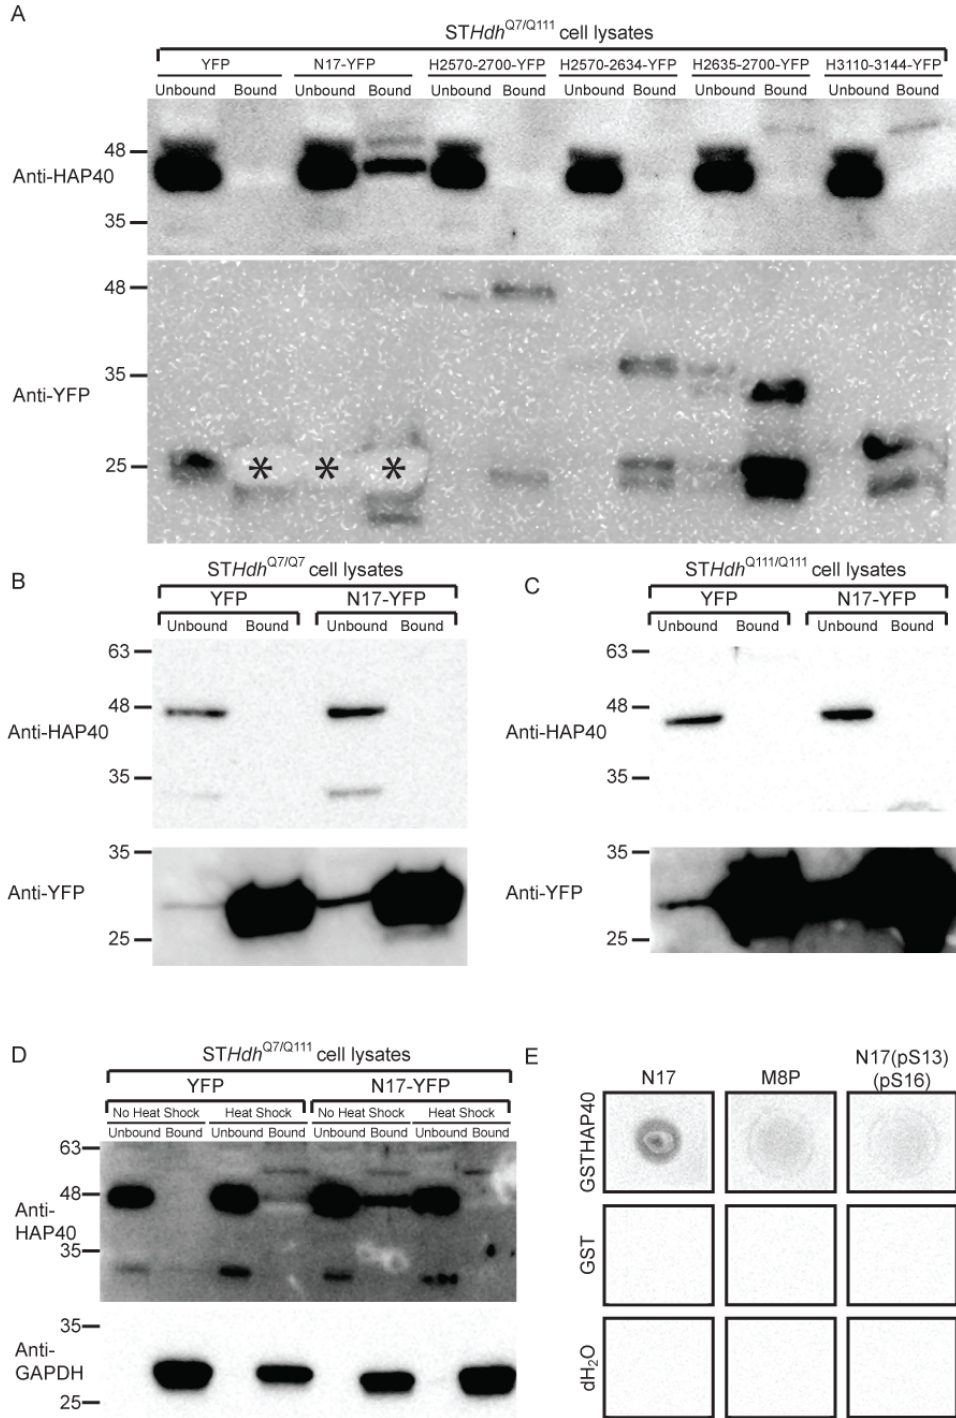 A
STHdhQ7/Q111 cell lysates
YFP N17-YFP H2570-2700-YFP H2570-2634-YFP H2635-2700-YFP H3110-3144-YFP
Unbound Bound Unbound Bound Unbound Bound Unbound Bound Unbound Bound Unbound Bound
48
Anti-HAP40
35
48
35
Anti-YFP
25
* * *
B
STHdhQ7/Q7 cell lysates
YFP N17-YFP
Unbound Bound Unbound Bound
63
48
Anti-HAP40
35
35
Anti-YFP
25
C
STHdhQ111/Q111 cell lysates
YFP N17-YFP
Unbound Bound Unbound Bound
63
48
Anti-HAP40
35
35
Anti-YFP
25
D
STHdhQ7/Q111 cell lysates
YFP N17-YFP
No Heat Shock Heat Shock No Heat Shock Heat Shock
Unbound Bound Unbound Bound Unbound Bound Unbound Bound
63
48
Anti-
HAP40
35
35
Anti-
GAPDH
25
E
N17 M8P N17(pS13)
(pS16)
GSTHAP40
GST
dH₂O